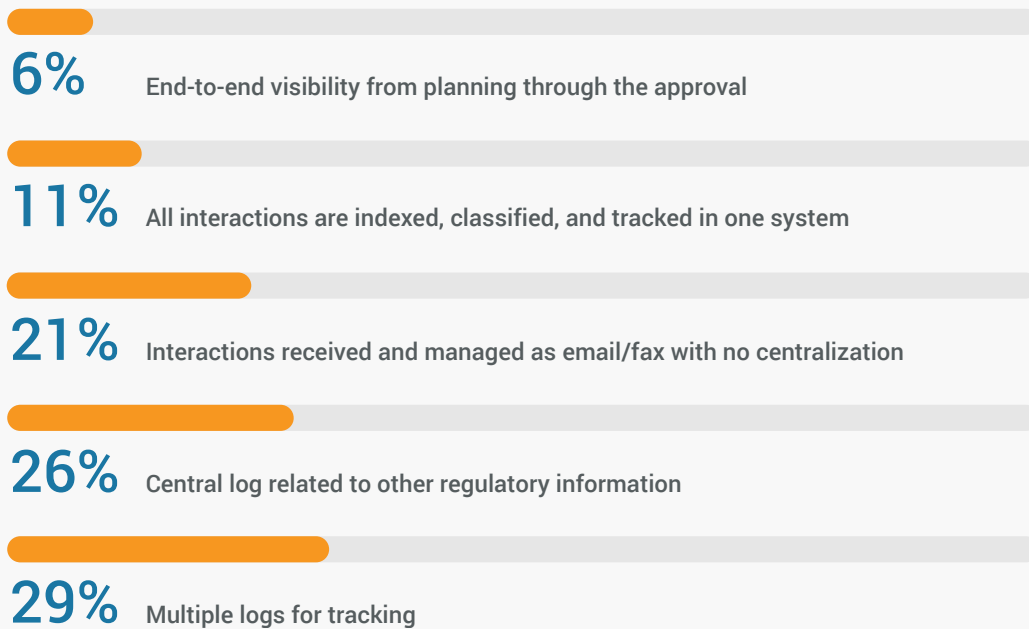 6% End-to-end visibility from planning through the approval
11% All interactions are indexed, classified, and tracked in one system
21% Interactions received and managed as email/fax with no centralization
26% Central log related to other regulatory information
29% Multiple logs for tracking